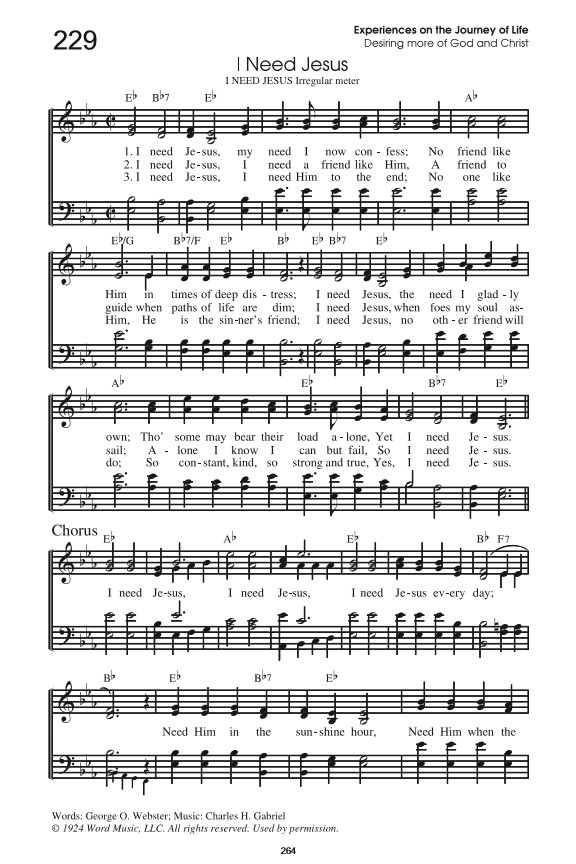 229
Experiences on the Journey of Life
Desiring more of God and Christ
I Need Jesus
I NEED JESUS Irregular meter
E♭ B♭7 E♭ A♭
1. I need Je-sus, my need I now con-fess; No friend like
2. I need Je-sus, I need a friend like Him, A friend to
3. I need Je-sus, I need Him to the end; No one like
E♭/G B♭7/F E♭ B♭ E♭ B♭7 E♭
Him in times of deep dis-tress; I need Jesus, the need I glad-ly
guide when paths of life are dim; I need Jesus, when foes my soul as-
Him, He is the sin-ner's friend; I need Jesus, no oth-er friend will
A♭ E♭ B♭7 E♭
own; Tho' some may bear their load a-lone, Yet I need Je-sus.
sail; A-lone I know I can but fail, So I need Je-sus.
do; So con-stant, kind, so strong and true, Yes, I need Je-sus.
Chorus
E♭ A♭ E♭ B♭ F7
I need Je-sus, I need Je-sus, I need Je-sus ev-ery day;
B♭ E♭ B♭7 E♭
Need Him in the sun-shine hour, Need Him when the
Words: George O. Webster; Music: Charles H. Gabriel
© 1924 Word Music, LLC. All rights reserved. Used by permission.
264